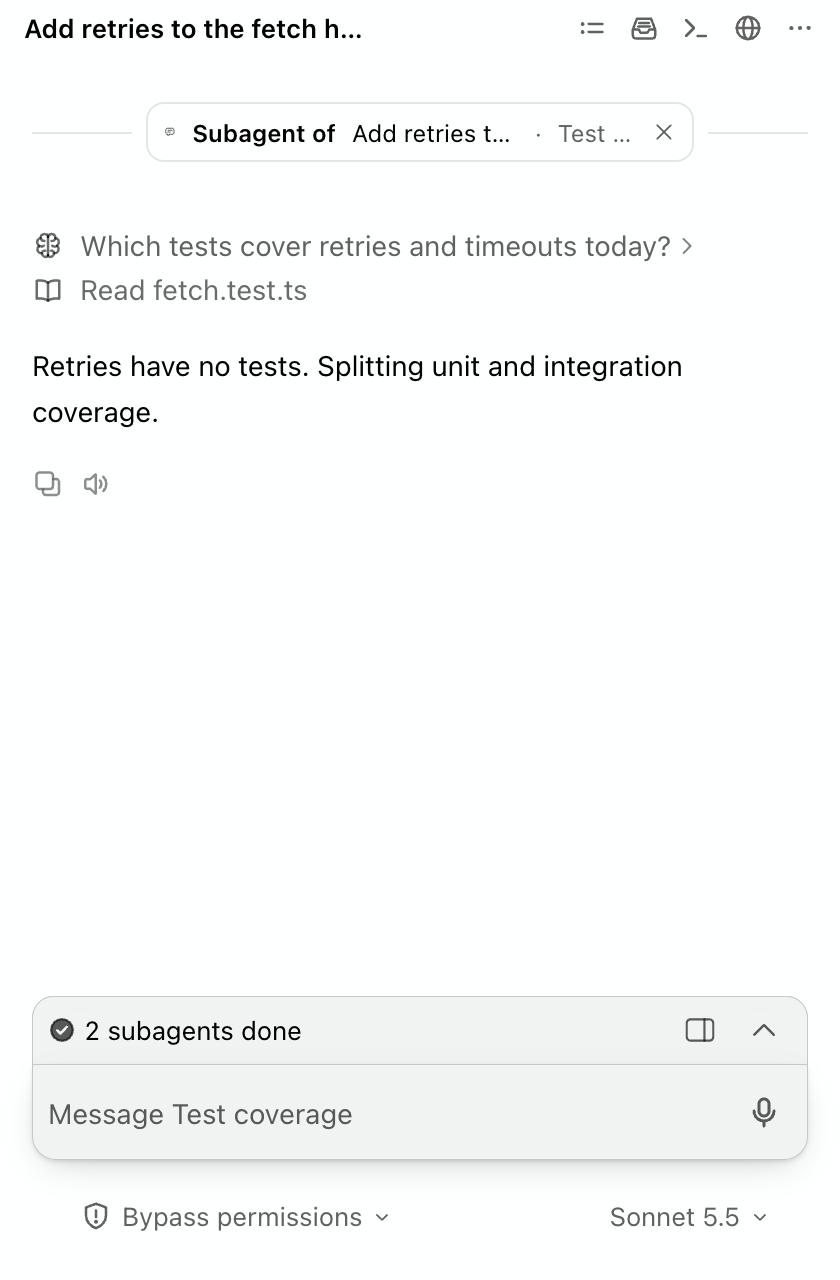 Add retries to the fetch h...
Subagent of Add retries t... · Test ...
Which tests cover retries and timeouts today?
Read fetch.test.ts
Retries have no tests. Splitting unit and integration
coverage.
2 subagents done
Message Test coverage
Bypass permissions
Sonnet 5.5